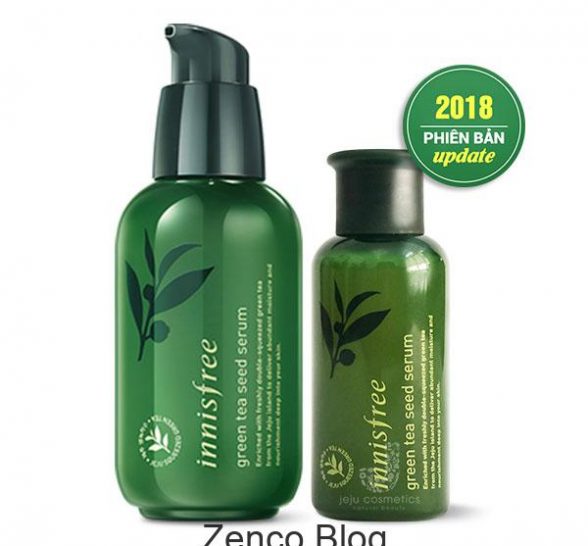 2018
PHIÊN BẢN
update
innisfree
green tea seed serum
Enriched with freshly double-squeezed green tea
from the Jeju Island to deliver abundant moisture and
nourishment deep into your skin.
innisfree
green tea seed serum
Enriched with freshly double-squeezed green tea
from the Jeju Island to deliver abundant moisture and
nourishment deep into your skin.
jeju cosmetics
natural beauty
Zenco Blog